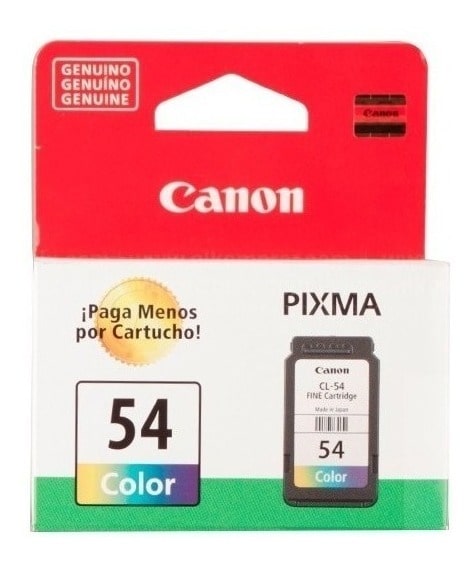 GENUINO
GENUÍNO
GENUINE
Canon
Canon
¡Paga Menos
por Cartucho!
PIXMA
54
Color
Canon
CL-54
FINE Cartridge
Made in Japan
54
Color